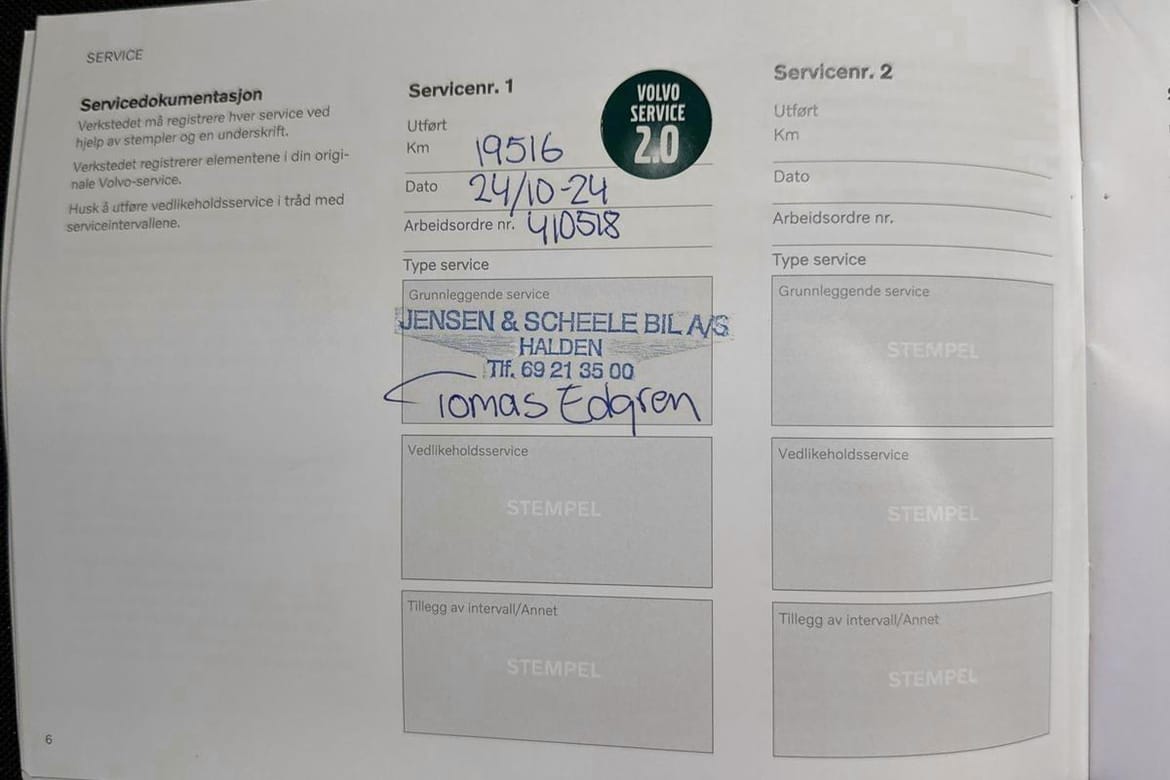 SERVICE
Servicedokumentasjon
Verkstedet må registrere hver service ved
hjelp av stempler og en underskrift.
Verkstedet registrerer elementene i din origi-
nale Volvo-service.
Husk å utføre vedlikeholdsservice i tråd med
serviceintervallene.
6
Servicenr. 1
VOLVO
SERVICE
2.0
Utført
Km 19516
Dato 24/10-24
Arbeidsordre nr. 410518
Type service
Grunnleggende service
JENSEN & SCHEELE BIL A/S
HALDEN
Tlf. 69 21 35 00
Tomas Edgren
Vedlikeholdsservice
STEMPEL
Tillegg av intervall/Annet
STEMPEL
Servicenr. 2
Utført
Km
Dato
Arbeidsordre nr.
Type service
Grunnleggende service
STEMPEL
Vedlikeholdsservice
STEMPEL
Tillegg av intervall/Annet
STEMPEL